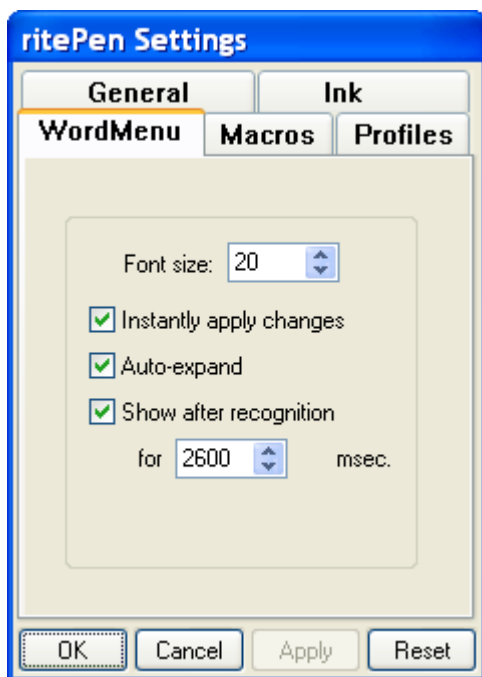 ritePen Settings
General Ink
WordMenu Macros Profiles
Font size: 20
Instantly apply changes
Auto-expand
Show after recognition
for 2600 msec.
OK Cancel Apply Reset